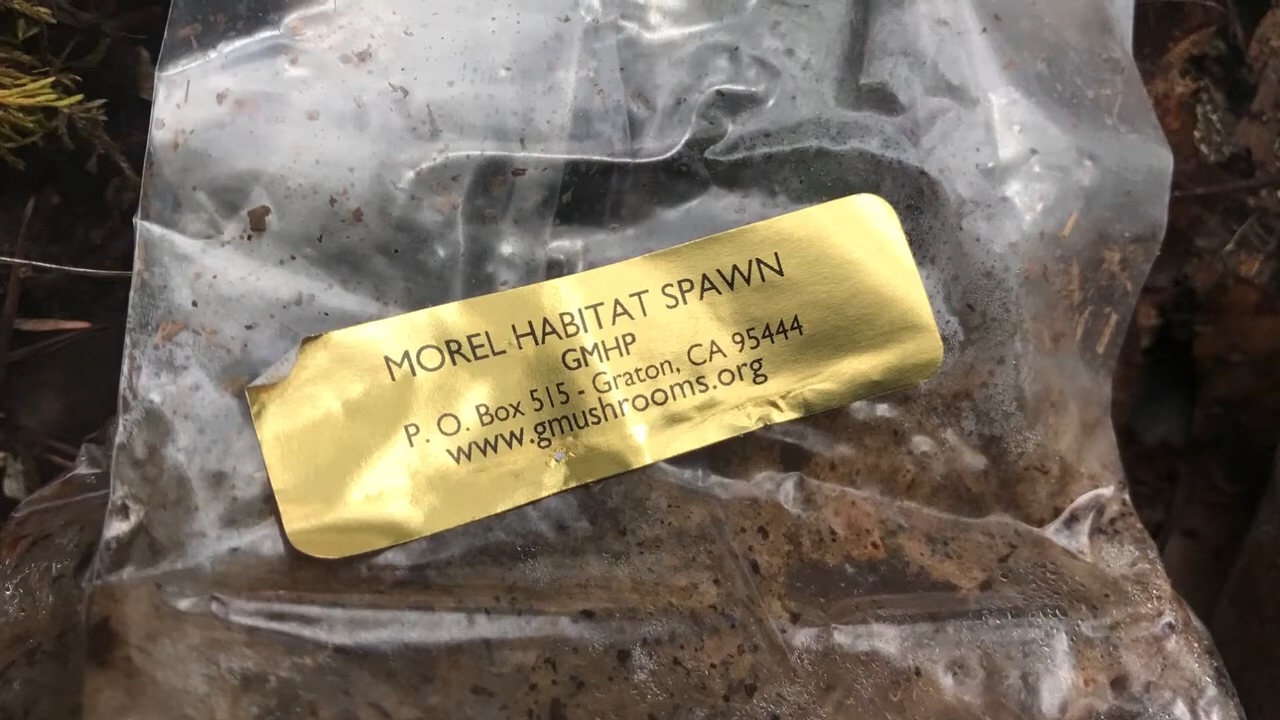 MOREL HABITAT SPAWN
GMHP
P. O. Box 515 - Graton, CA 95444
www.gmushrooms.org